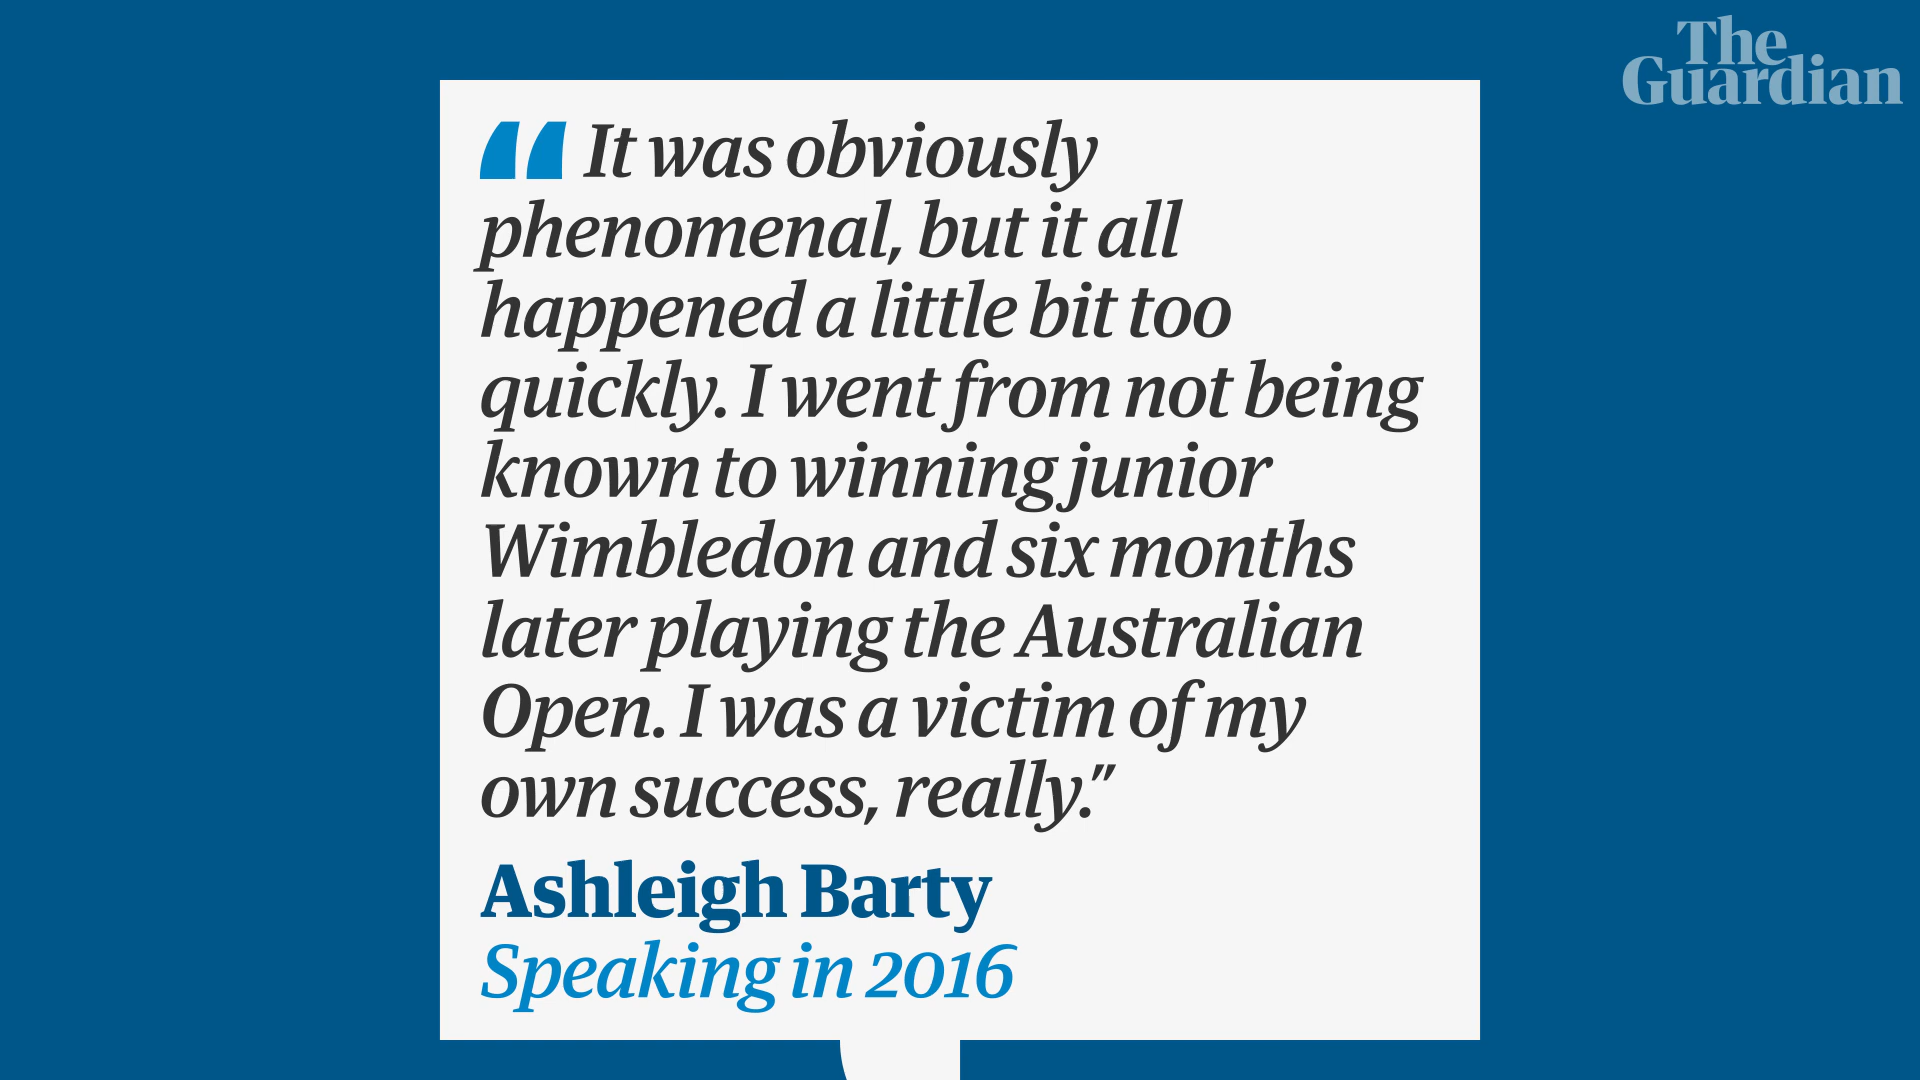 The
Guardian
“ It was obviously
phenomenal, but it all
happened a little bit too
quickly. I went from not being
known to winning junior
Wimbledon and six months
later playing the Australian
Open. I was a victim of my
own success, really.”
Ashleigh Barty
Speaking in 2016